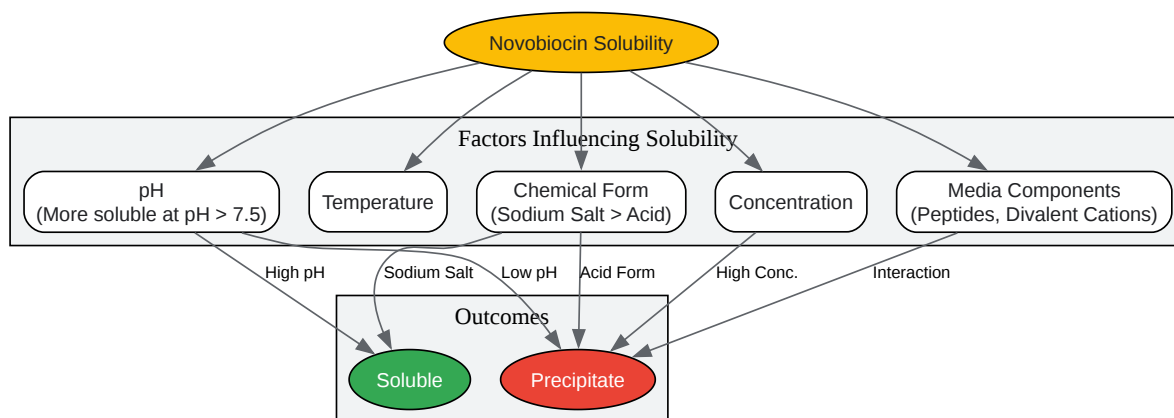 Novobiocin Solubility
Factors Influencing Solubility
pH
(More soluble at pH > 7.5)
Temperature
Chemical Form
(Sodium Salt > Acid)
Concentration
Media Components
(Peptides, Divalent Cations)
High pH
Sodium Salt
Low pH
Acid Form
High Conc.
Interaction
Outcomes
Soluble
Precipitate